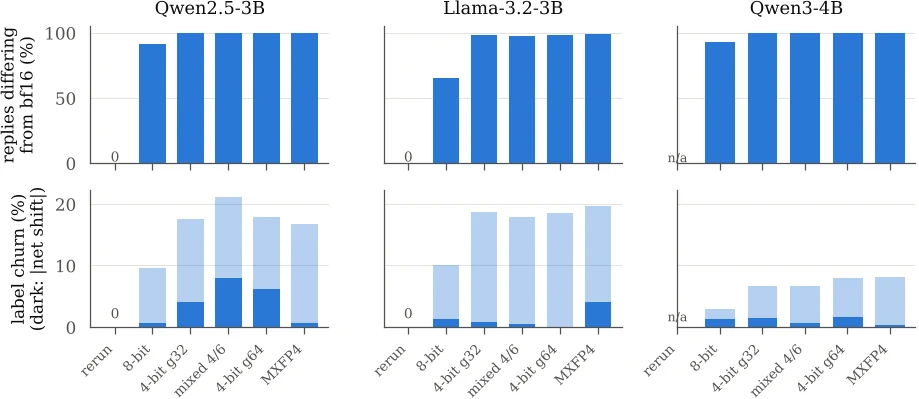 Qwen2.5-3B
Llama-3.2-3B
Qwen3-4B
replies differing
from bf16 (%)
100
50
0
0
0
n/a
label churn (%)
(dark: |net shift|)
20
10
0
0
0
n/a
rerun
8-bit
4-bit g32
mixed 4/6
4-bit g64
MXFP4
rerun
8-bit
4-bit g32
mixed 4/6
4-bit g64
MXFP4
rerun
8-bit
4-bit g32
mixed 4/6
4-bit g64
MXFP4